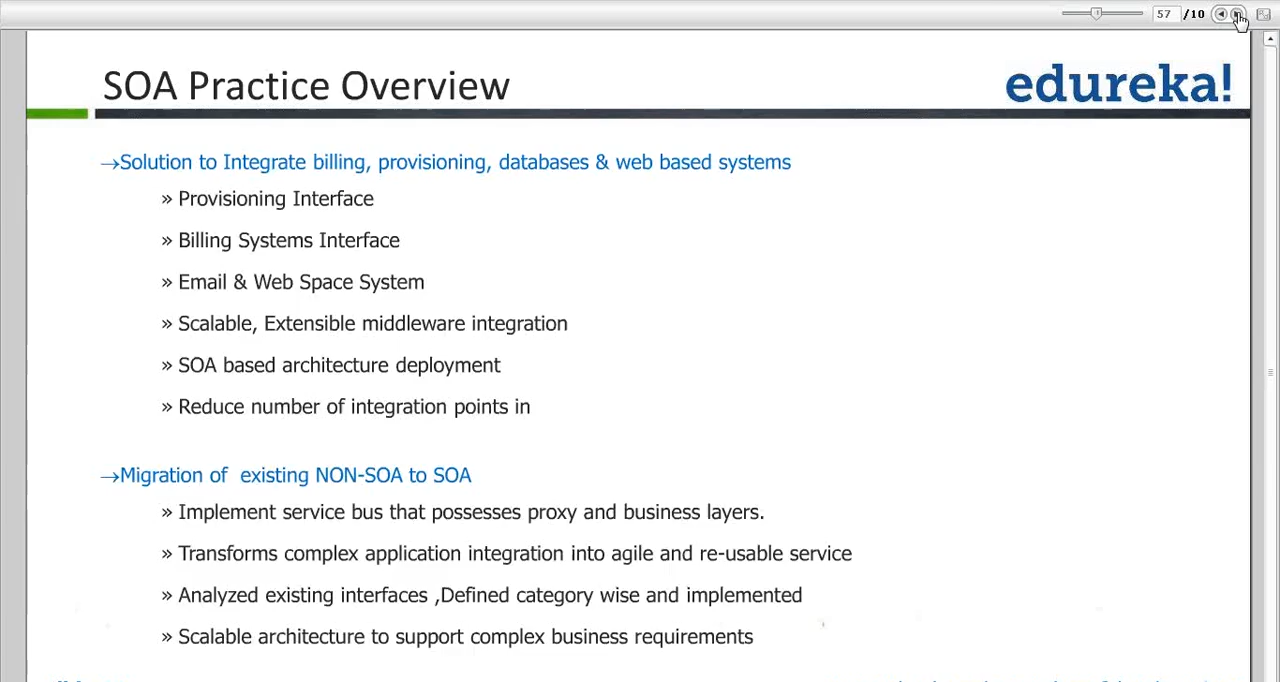 57 /10
SOA Practice Overview
edureka!
→Solution to Integrate billing, provisioning, databases & web based systems
» Provisioning Interface
» Billing Systems Interface
» Email & Web Space System
» Scalable, Extensible middleware integration
» SOA based architecture deployment
» Reduce number of integration points in
→Migration of existing NON-SOA to SOA
» Implement service bus that possesses proxy and business layers.
» Transforms complex application integration into agile and re-usable service
» Analyzed existing interfaces ,Defined category wise and implemented
» Scalable architecture to support complex business requirements